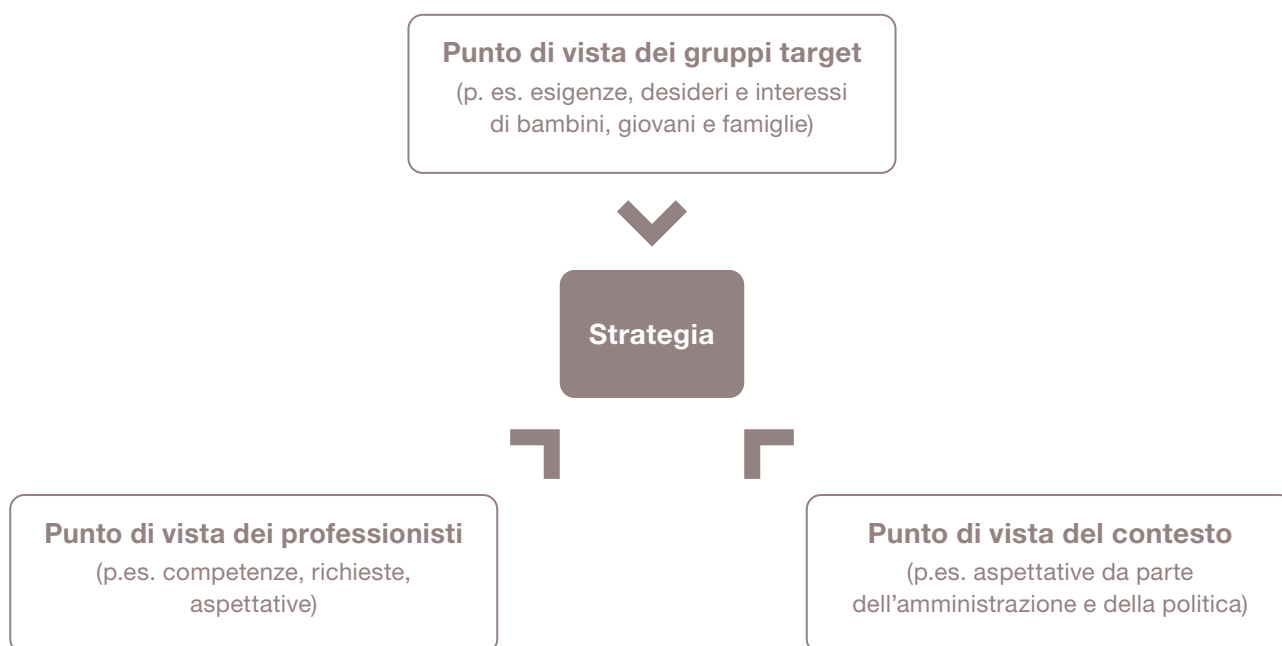 Punto di vista dei gruppi target
(p. es. esigenze, desideri e interessi
di bambini, giovani e famiglie)
Strategia
Punto di vista dei professionisti
(p.es. competenze, richieste,
aspettative)
Punto di vista del contesto
(p.es. aspettative da parte
dell’amministrazione e della politica)